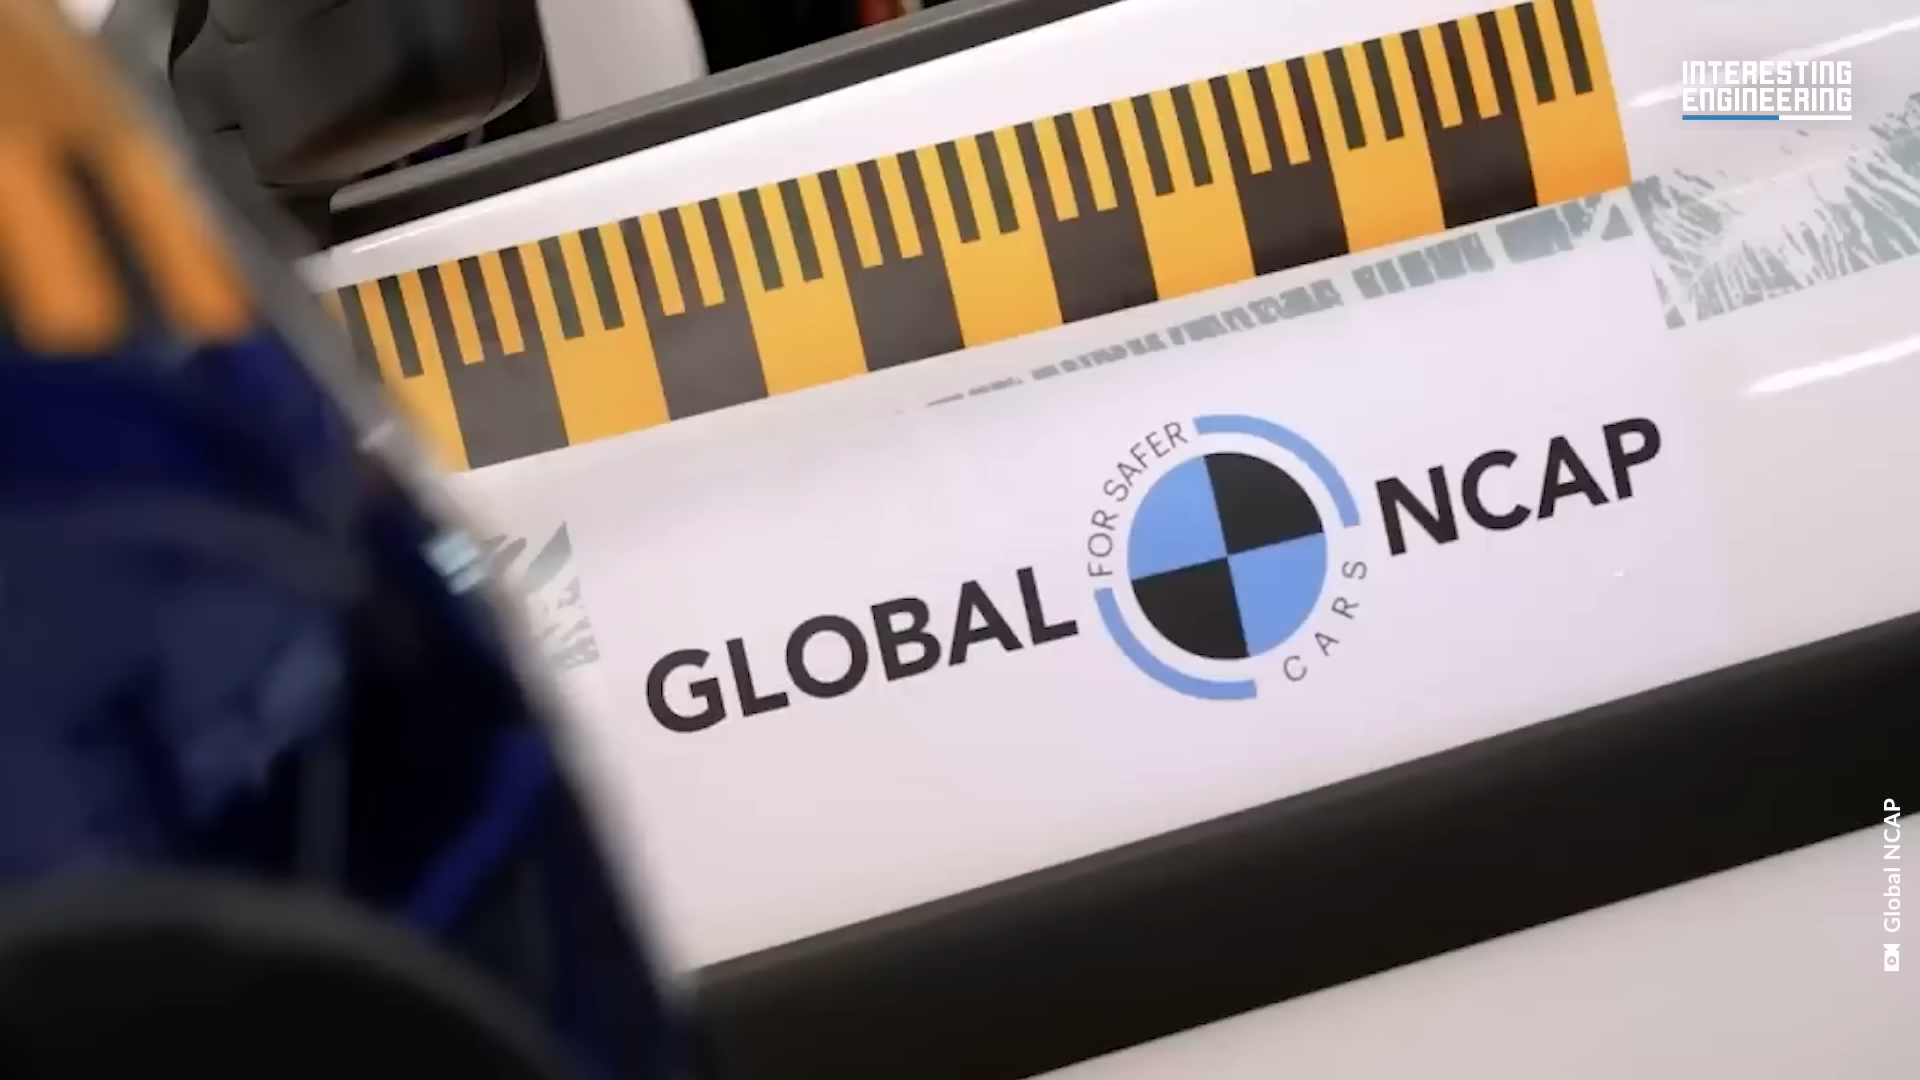 INTERESTING
ENGINEERING
GLOBAL
FOR SAFER
CARS
NCAP
Global NCAP